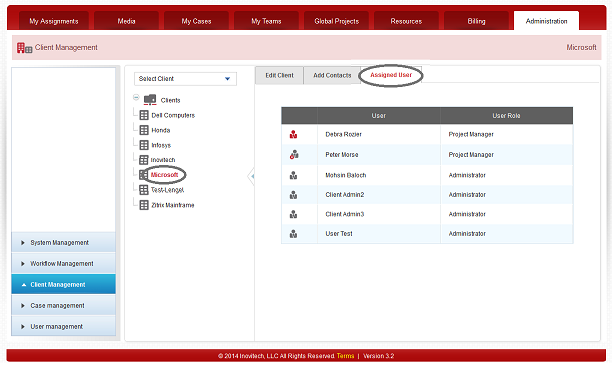 My Assignments Media My Cases My Teams Global Projects Resources Billing Administration
Client Management Microsoft
Select Client
Clients
Dell Computers
Honda
Infosys
Inovitech
Microsoft
Test-Lengel
Zitrix Mainframe
System Management
Workflow Management
Client Management
Case management
User management
Edit Client Add Contacts Assigned User
User User Role
Debra Rozier Project Manager
Peter Morse Project Manager
Mohsin Baloch Administrator
Client Admin2 Administrator
Client Admin3 Administrator
User Test Administrator
© 2014 Inovitech, LLC All Rights Reserved. Terms | Version 3.2